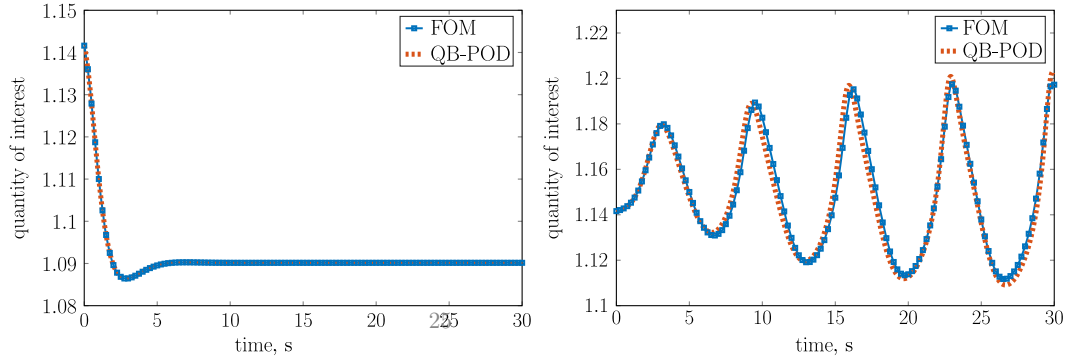 1.15
1.14
1.13
1.12
1.11
1.1
1.09
1.08
quantity of interest
FOM
QB-POD
0 5 10 15 20 25 30
time, s
1.22
1.2
1.18
1.16
1.14
1.12
1.1
quantity of interest
FOM
QB-POD
0 5 10 15 20 25 30
time, s